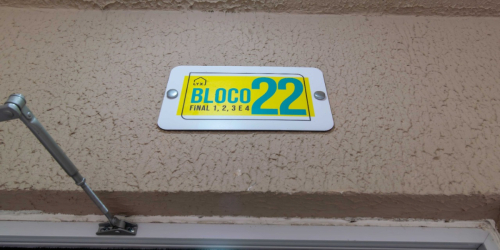 BLOCO 22
FINAL 1, 2, 3 E 4